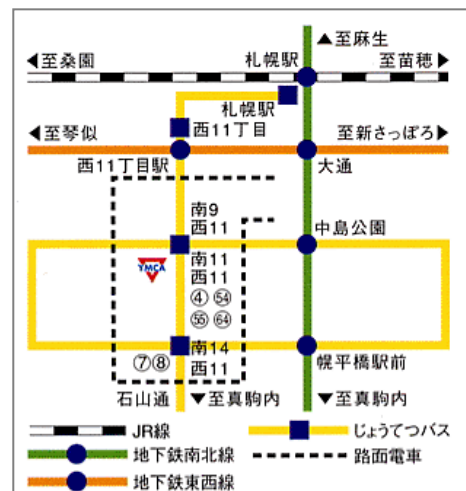 ▲至麻生
◀至桑園
札幌駅
至苗穂▶
札幌駅
西11丁目
◀至琴似
至新さっぽろ▶
西11丁目駅
大通
南9
西11
中島公園
南11
西11
YMCA
④ 54
55 64
⑦⑧
南14
西11
幌平橋駅前
石山通
▼至真駒内
▼至真駒内
JR線
じょうてつバス
地下鉄南北線
路面電車
地下鉄東西線